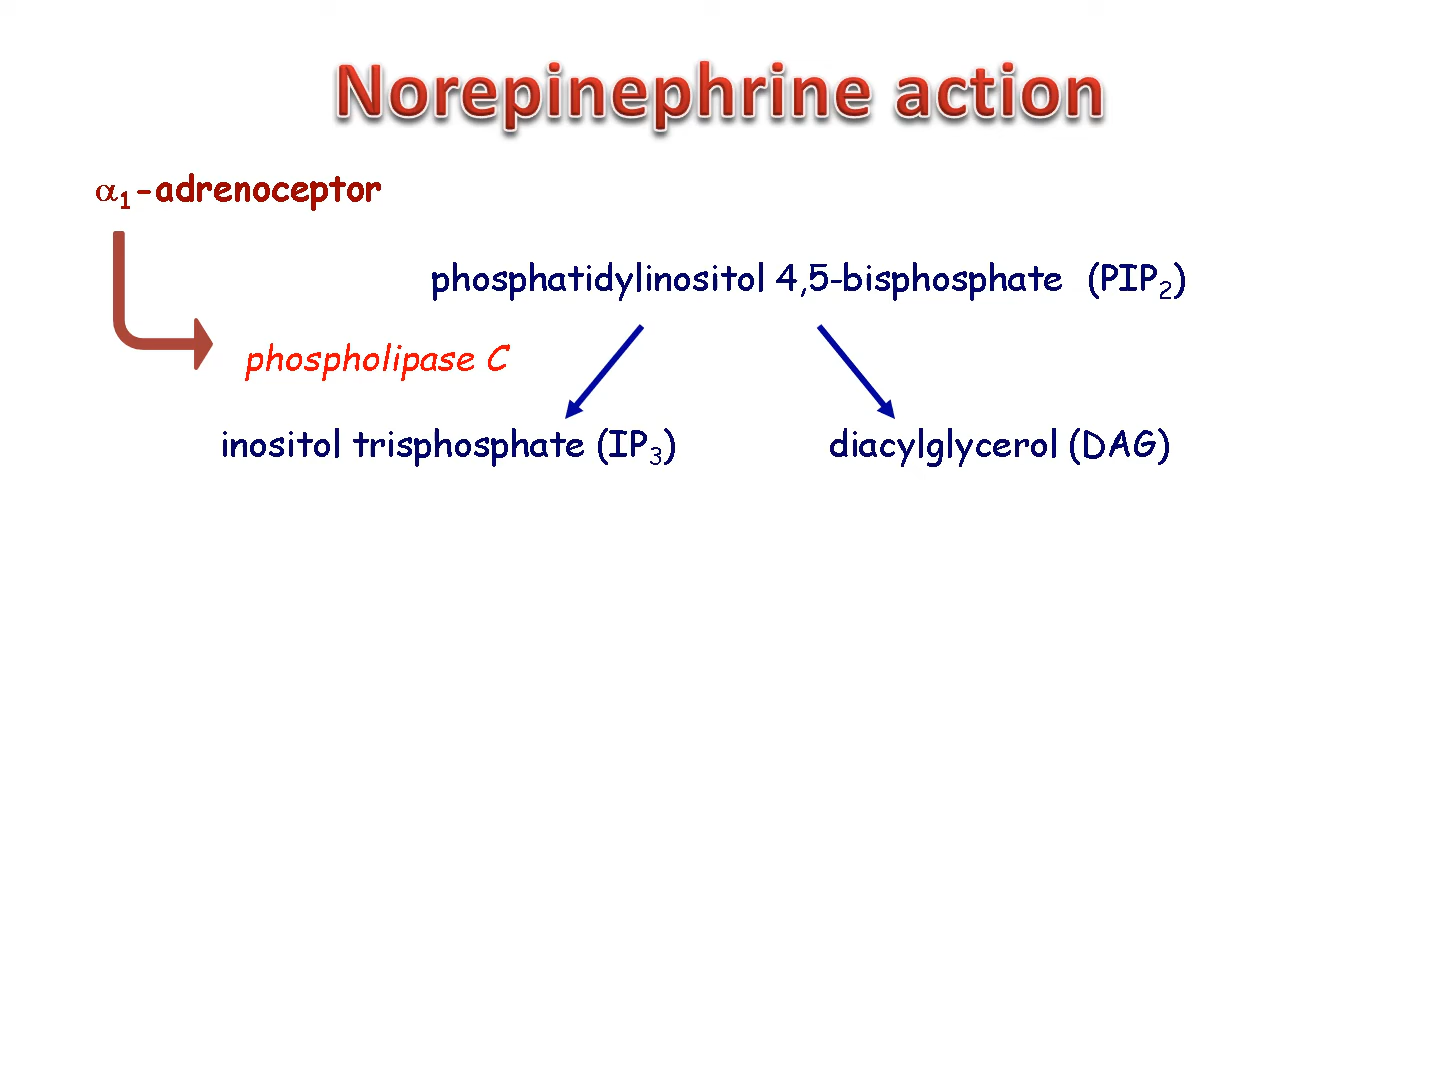 Norepinephrine action
α₁-adrenoceptor
phosphatidylinositol 4,5-bisphosphate (PIP₂)
phospholipase C
inositol trisphosphate (IP₃) diacylglycerol (DAG)